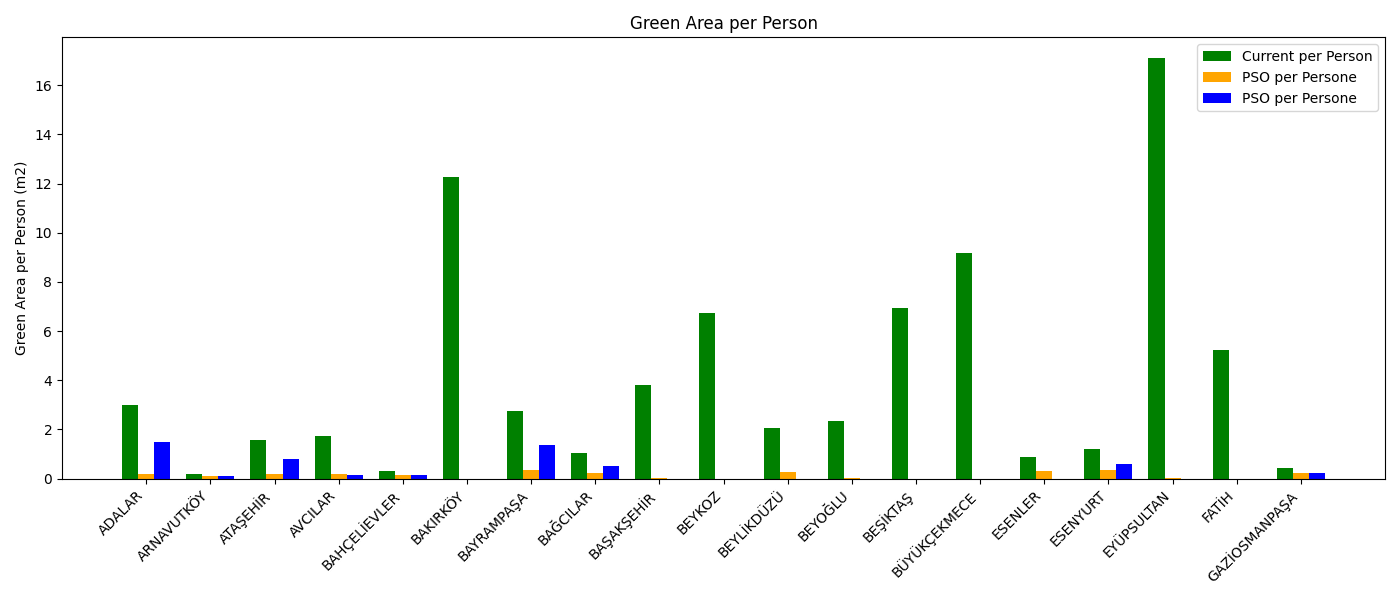 Green Area per Person
Current per Person
PSO per Persone
PSO per Persone
Green Area per Person (m2)
16
14
12
10
8
6
4
2
0
ADALAR
ARNAVUTKÖY
ATAŞEHİR
AVCILAR
BAHÇELİEVLER
BAKIRKÖY
BAYRAMPAŞA
BAĞCILAR
BAŞAKŞEHİR
BEYKOZ
BEYLİKDÜZÜ
BEYOĞLU
BEŞİKTAŞ
BÜYÜKÇEKMECE
ESENLER
ESENYURT
EYÜPSULTAN
FATİH
GAZİOSMANPAŞA